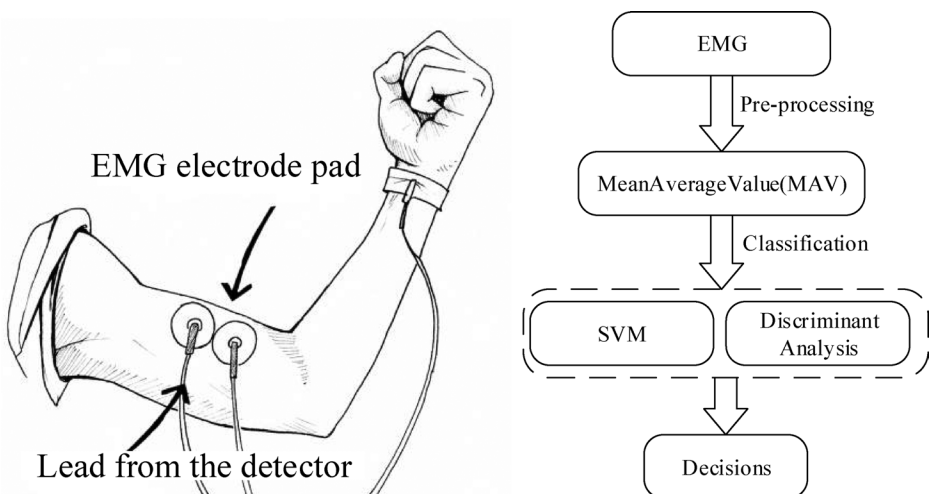 EMG electrode pad
Lead from the detector
EMG
Pre-processing
MeanAverageValue(MAV)
Classification
SVM
Discriminant
Analysis
Decisions